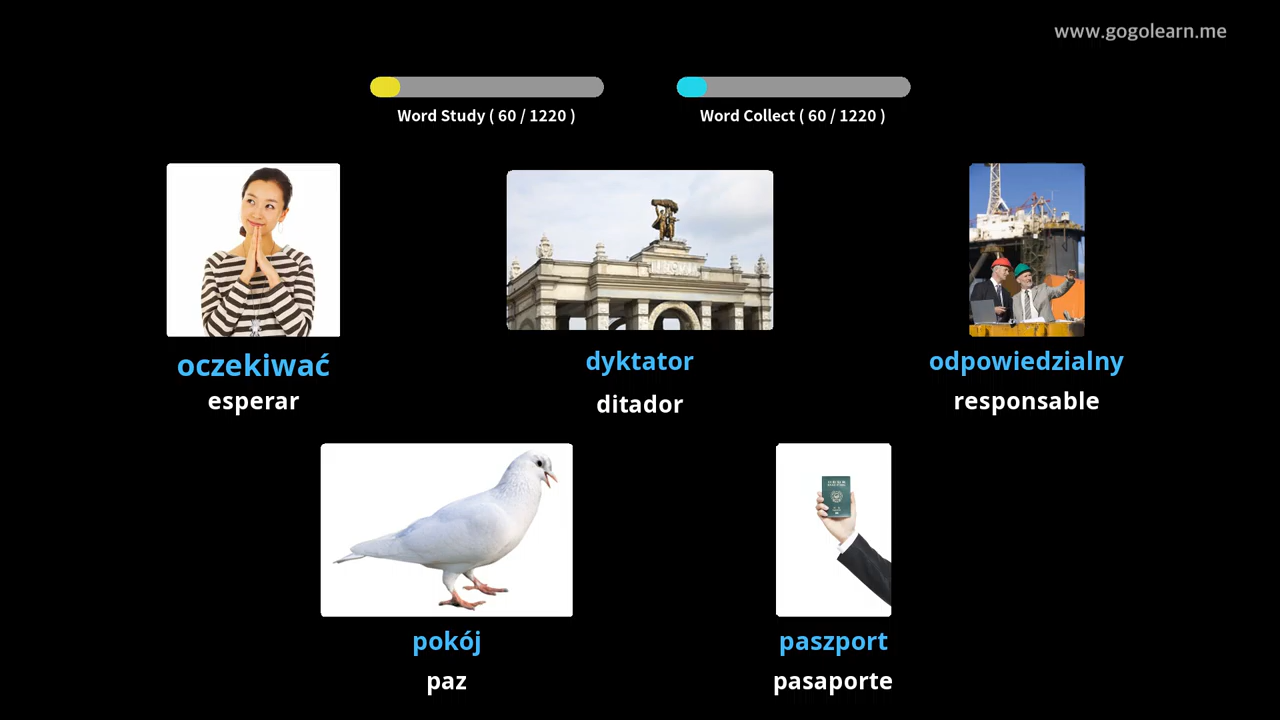 www.gogolearn.me
Word Study ( 60 / 1220 )
Word Collect ( 60 / 1220 )
oczekiwać
esperar
dyktator
ditador
odpowiedzialny
responsable
pokój
paz
paszport
pasaporte